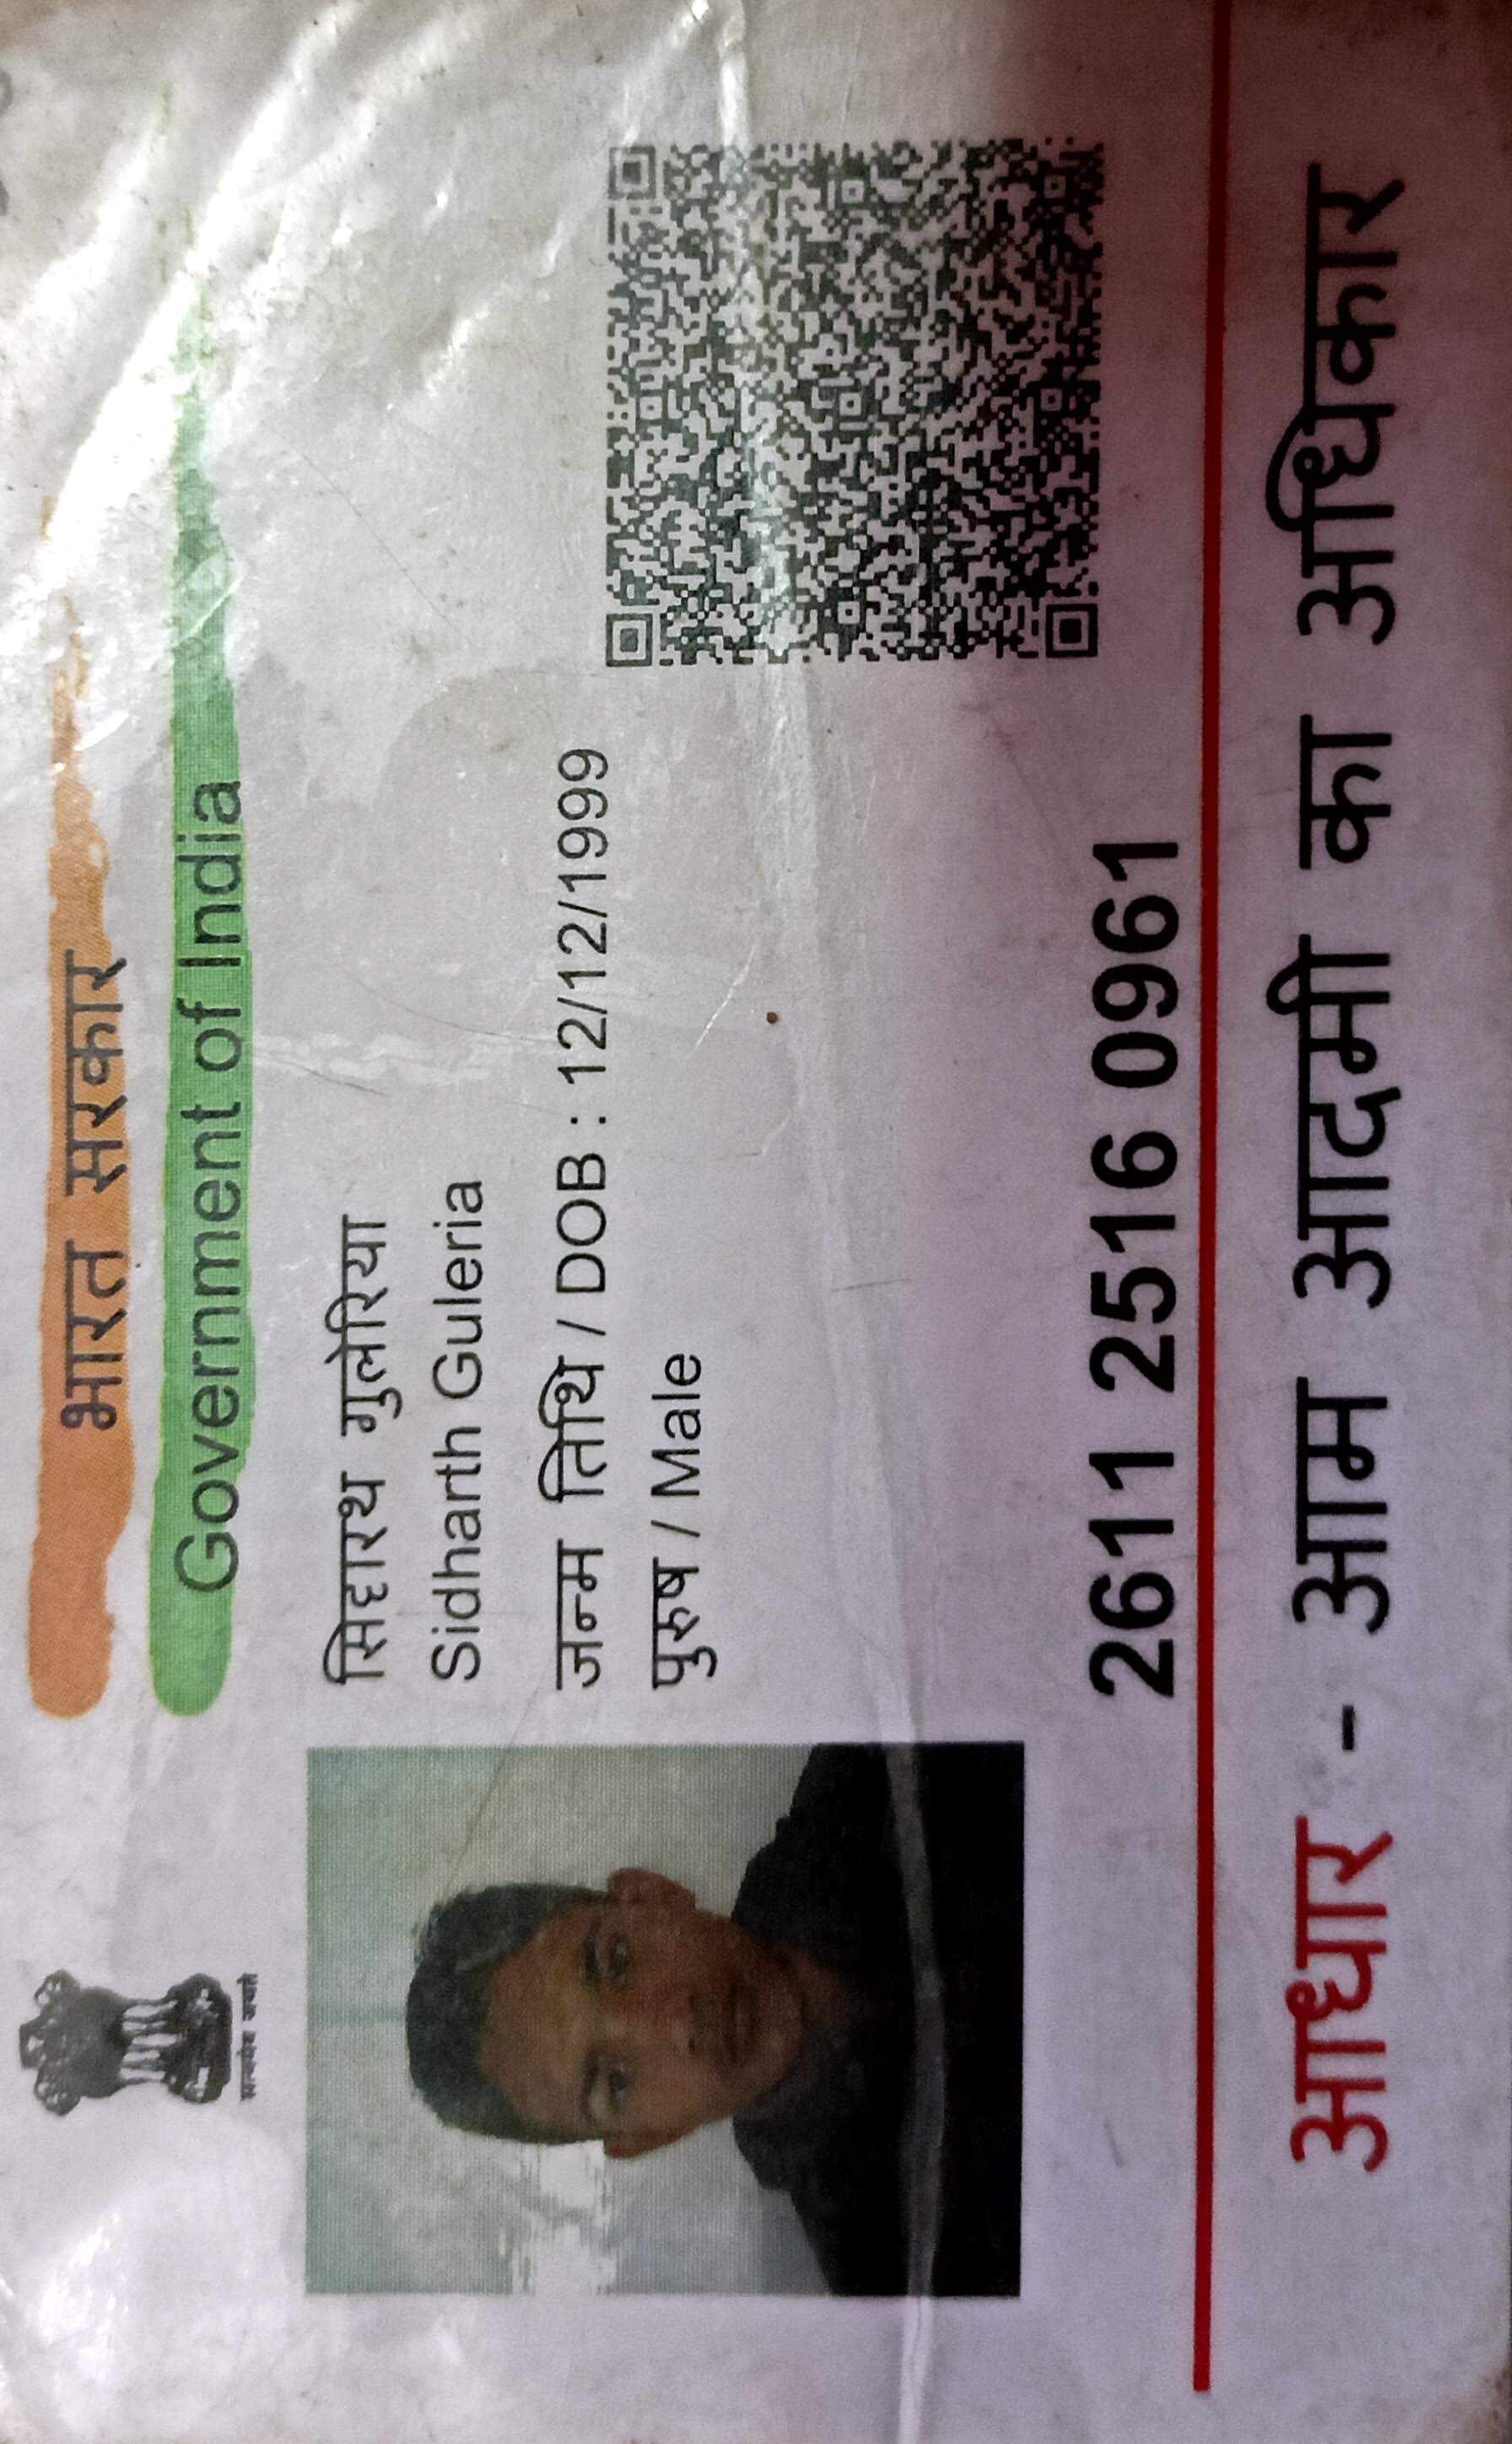 भारत सरकार
Government of India
सत्यमेव जयते
सिद्दारथ गुलेरिया
Sidharth Guleria
जन्म तिथि / DOB : 12/12/1999
पुरुष / Male
2611 2516 0961
आधार - आम आदमी का अधिकार